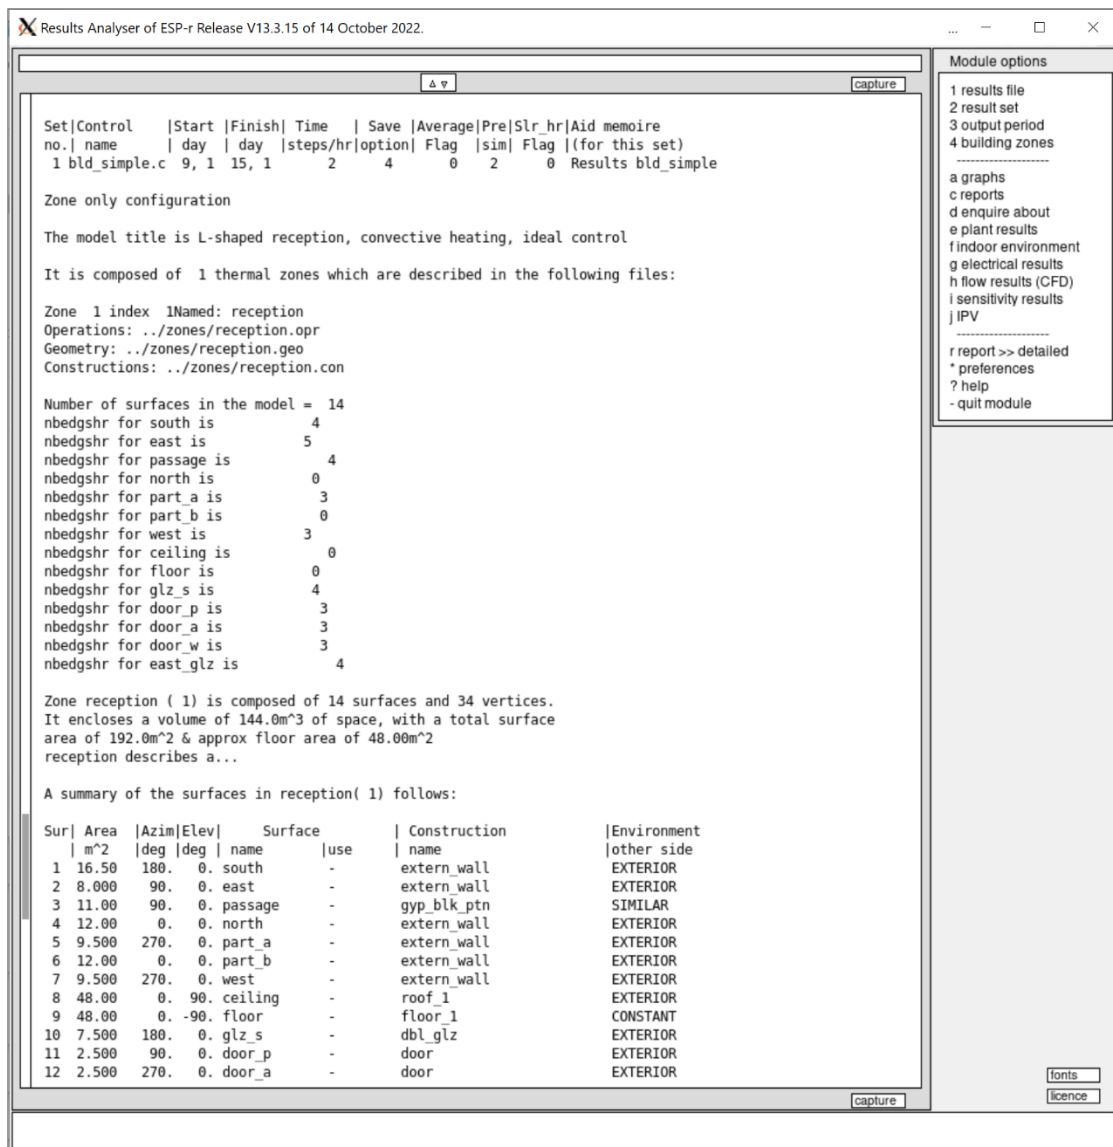 Results Analyser of ESP-r Release V13.3.15 of 14 October 2022.
capture
Set|Control |Start |Finish| Time | Save |Average|Pre|Slr_hr|Aid memoire
no.| name | day | day |steps/hr|option| Flag |sim| Flag |(for this set)
1 bld_simple.c 9, 1 15, 1 2 4 0 2 0 Results bld_simple
Zone only configuration
The model title is L-shaped reception, convective heating, ideal control
It is composed of 1 thermal zones which are described in the following files:
Zone 1 index 1Named: reception
Operations: ../zones/reception.opr
Geometry: ../zones/reception.geo
Constructions: ../zones/reception.con
Number of surfaces in the model = 14
nbedgshr for south is 4
nbedgshr for east is 5
nbedgshr for passage is 4
nbedgshr for north is 0
nbedgshr for part_a is 3
nbedgshr for part_b is 0
nbedgshr for west is 3
nbedgshr for ceiling is 0
nbedgshr for floor is 0
nbedgshr for glz_s is 4
nbedgshr for door_p is 3
nbedgshr for door_a is 3
nbedgshr for door_w is 3
nbedgshr for east_glz is 4
Zone reception ( 1) is composed of 14 surfaces and 34 vertices.
It encloses a volume of 144.0m^3 of space, with a total surface
area of 192.0m^2 & approx floor area of 48.00m^2
reception describes a...
A summary of the surfaces in reception( 1) follows:
Sur| Area |Azim|Elev| Surface | Construction |Environment
| m^2 |deg |deg | name |use | name |other side
1 16.50 180. 0. south - extern_wall EXTERIOR
2 8.000 90. 0. east - extern_wall EXTERIOR
3 11.00 90. 0. passage - gyp_blk_ptn SIMILAR
4 12.00 0. 0. north - extern_wall EXTERIOR
5 9.500 270. 0. part_a - extern_wall EXTERIOR
6 12.00 0. 0. part_b - extern_wall EXTERIOR
7 9.500 270. 0. west - extern_wall EXTERIOR
8 48.00 0. 90. ceiling - roof_1 EXTERIOR
9 48.00 0. -90. floor - floor_1 CONSTANT
10 7.500 180. 0. glz_s - dbl_glz EXTERIOR
11 2.500 90. 0. door_p - door EXTERIOR
12 2.500 270. 0. door_a - door EXTERIOR
capture
Module options
1 results file
2 result set
3 output period
4 building zones
--------------------
a graphs
c reports
d enquire about
e plant results
f indoor environment
g electrical results
h flow results (CFD)
i sensitivity results
j IPV
--------------------
r report >> detailed
* preferences
? help
- quit module
fonts
licence